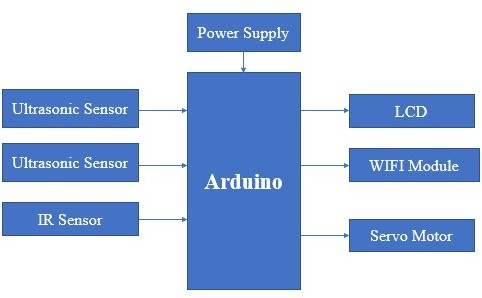 Power Supply
Ultrasonic Sensor
Ultrasonic Sensor
IR Sensor
Arduino
LCD
WIFI Module
Servo Motor